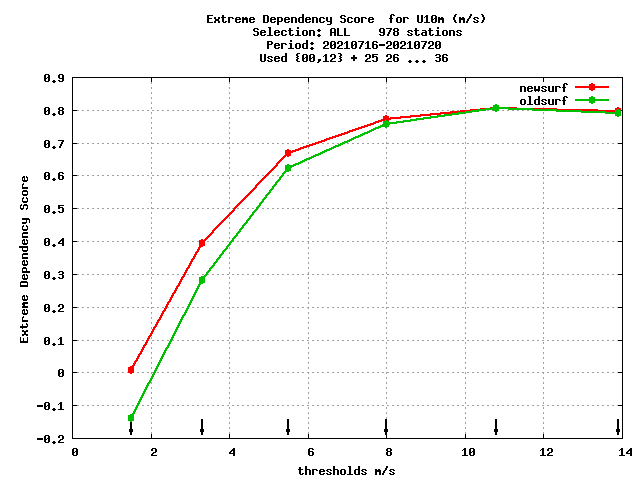 Extreme Dependency Score  for U10m (m/s)
Selection: ALL    978 stations
Period: 20210716-20210720
Used {00,12} + 25 26 ... 36
newsurf
oldsurf
0.9
0.8
0.7
0.6
0.5
0.4
0.3
0.2
0.1
0
-0.1
-0.2
Extreme Dependency Score
0 2 4 6 8 10 12 14
thresholds m/s